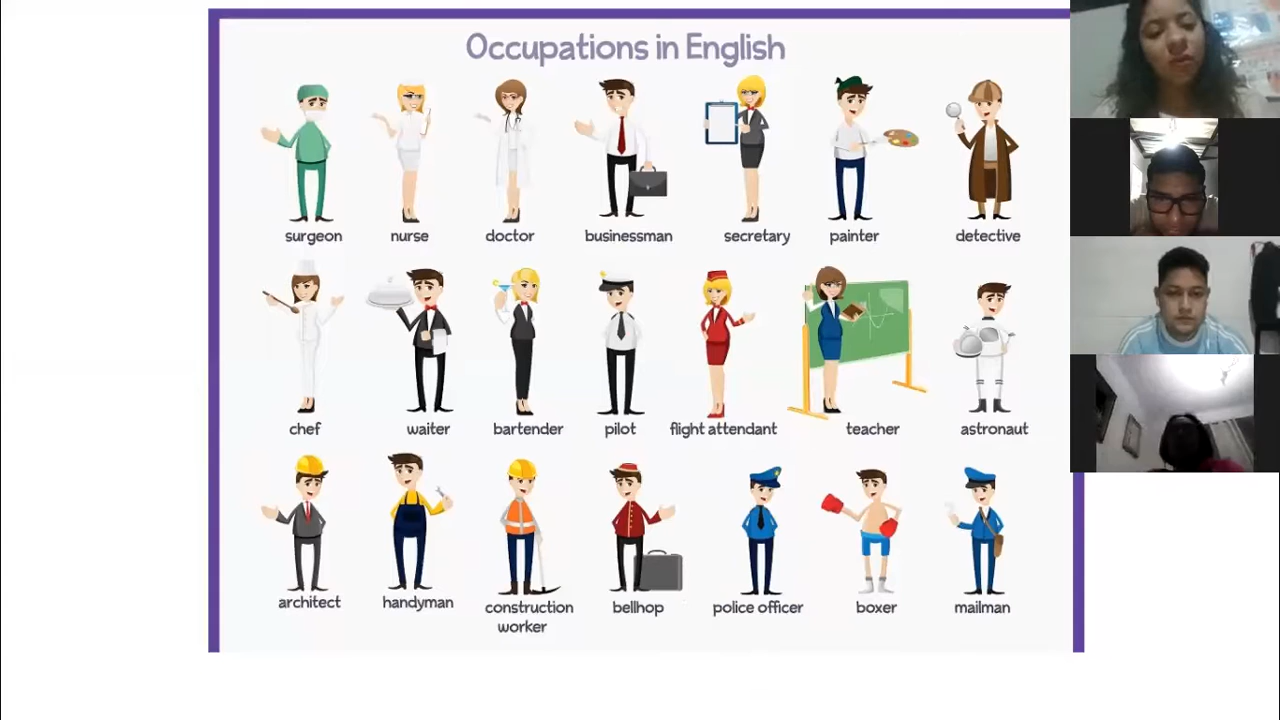 Occupations in English
surgeon nurse doctor businessman secretary painter detective
chef waiter bartender pilot flight attendant teacher astronaut
architect handyman construction worker bellhop police officer boxer mailman